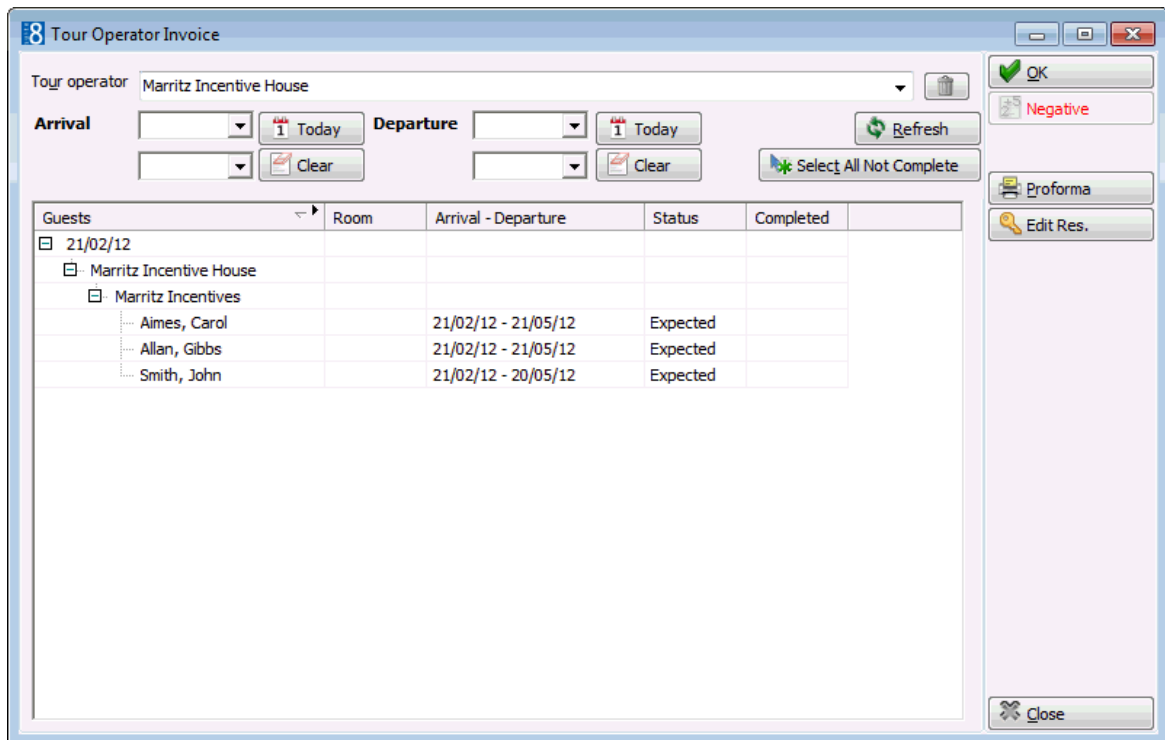 8 Tour Operator Invoice
Tour operator Marritz Incentive House
OK
Negative
Arrival 1 Today Departure 1 Today Refresh
Clear Clear Select All Not Complete
Proforma
Edit Res.
Guests Room Arrival - Departure Status Completed
21/02/12
Marritz Incentive House
Marritz Incentives
Aimes, Carol 21/02/12 - 21/05/12 Expected
Allan, Gibbs 21/02/12 - 21/05/12 Expected
Smith, John 21/02/12 - 20/05/12 Expected
Close